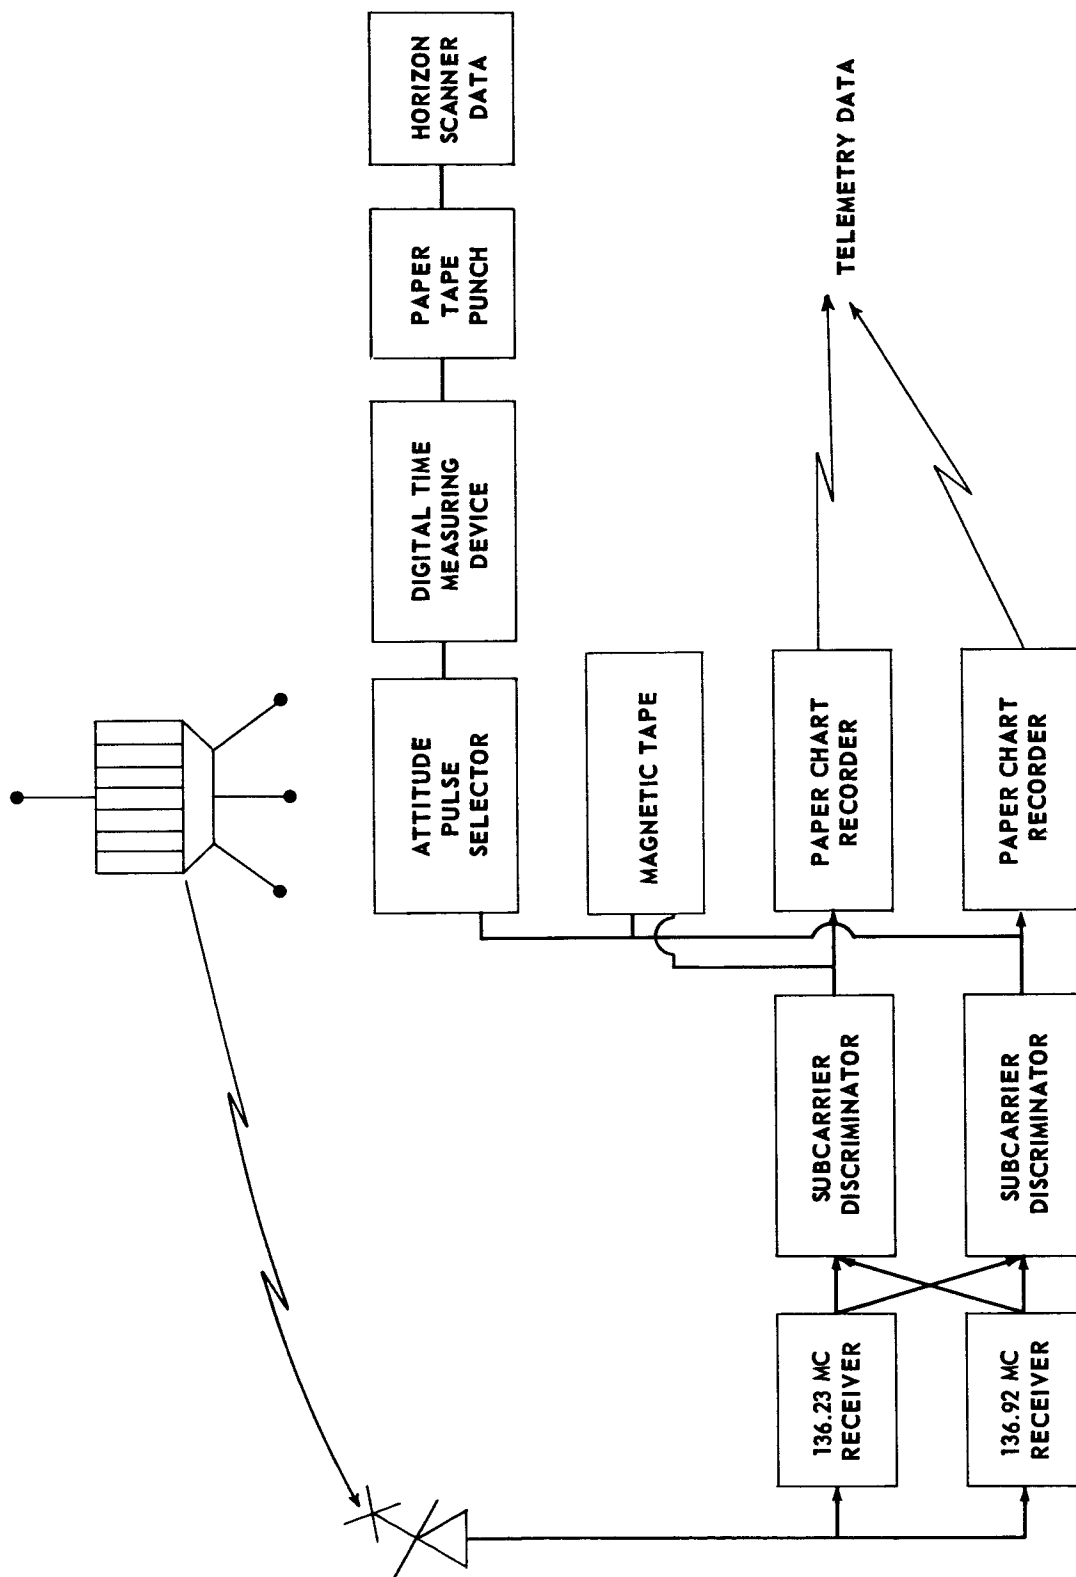 ATTITUDE
PULSE
SELECTOR
DIGITAL TIME
MEASURING
DEVICE
PAPER
TAPE
PUNCH
HORIZON
SCANNER
DATA
MAGNETIC TAPE
136.23 MC
RECEIVER
SUBCARRIER
DISCRIMINATOR
PAPER CHART
RECORDER
TELEMETRY DATA
136.92 MC
RECEIVER
SUBCARRIER
DISCRIMINATOR
PAPER CHART
RECORDER